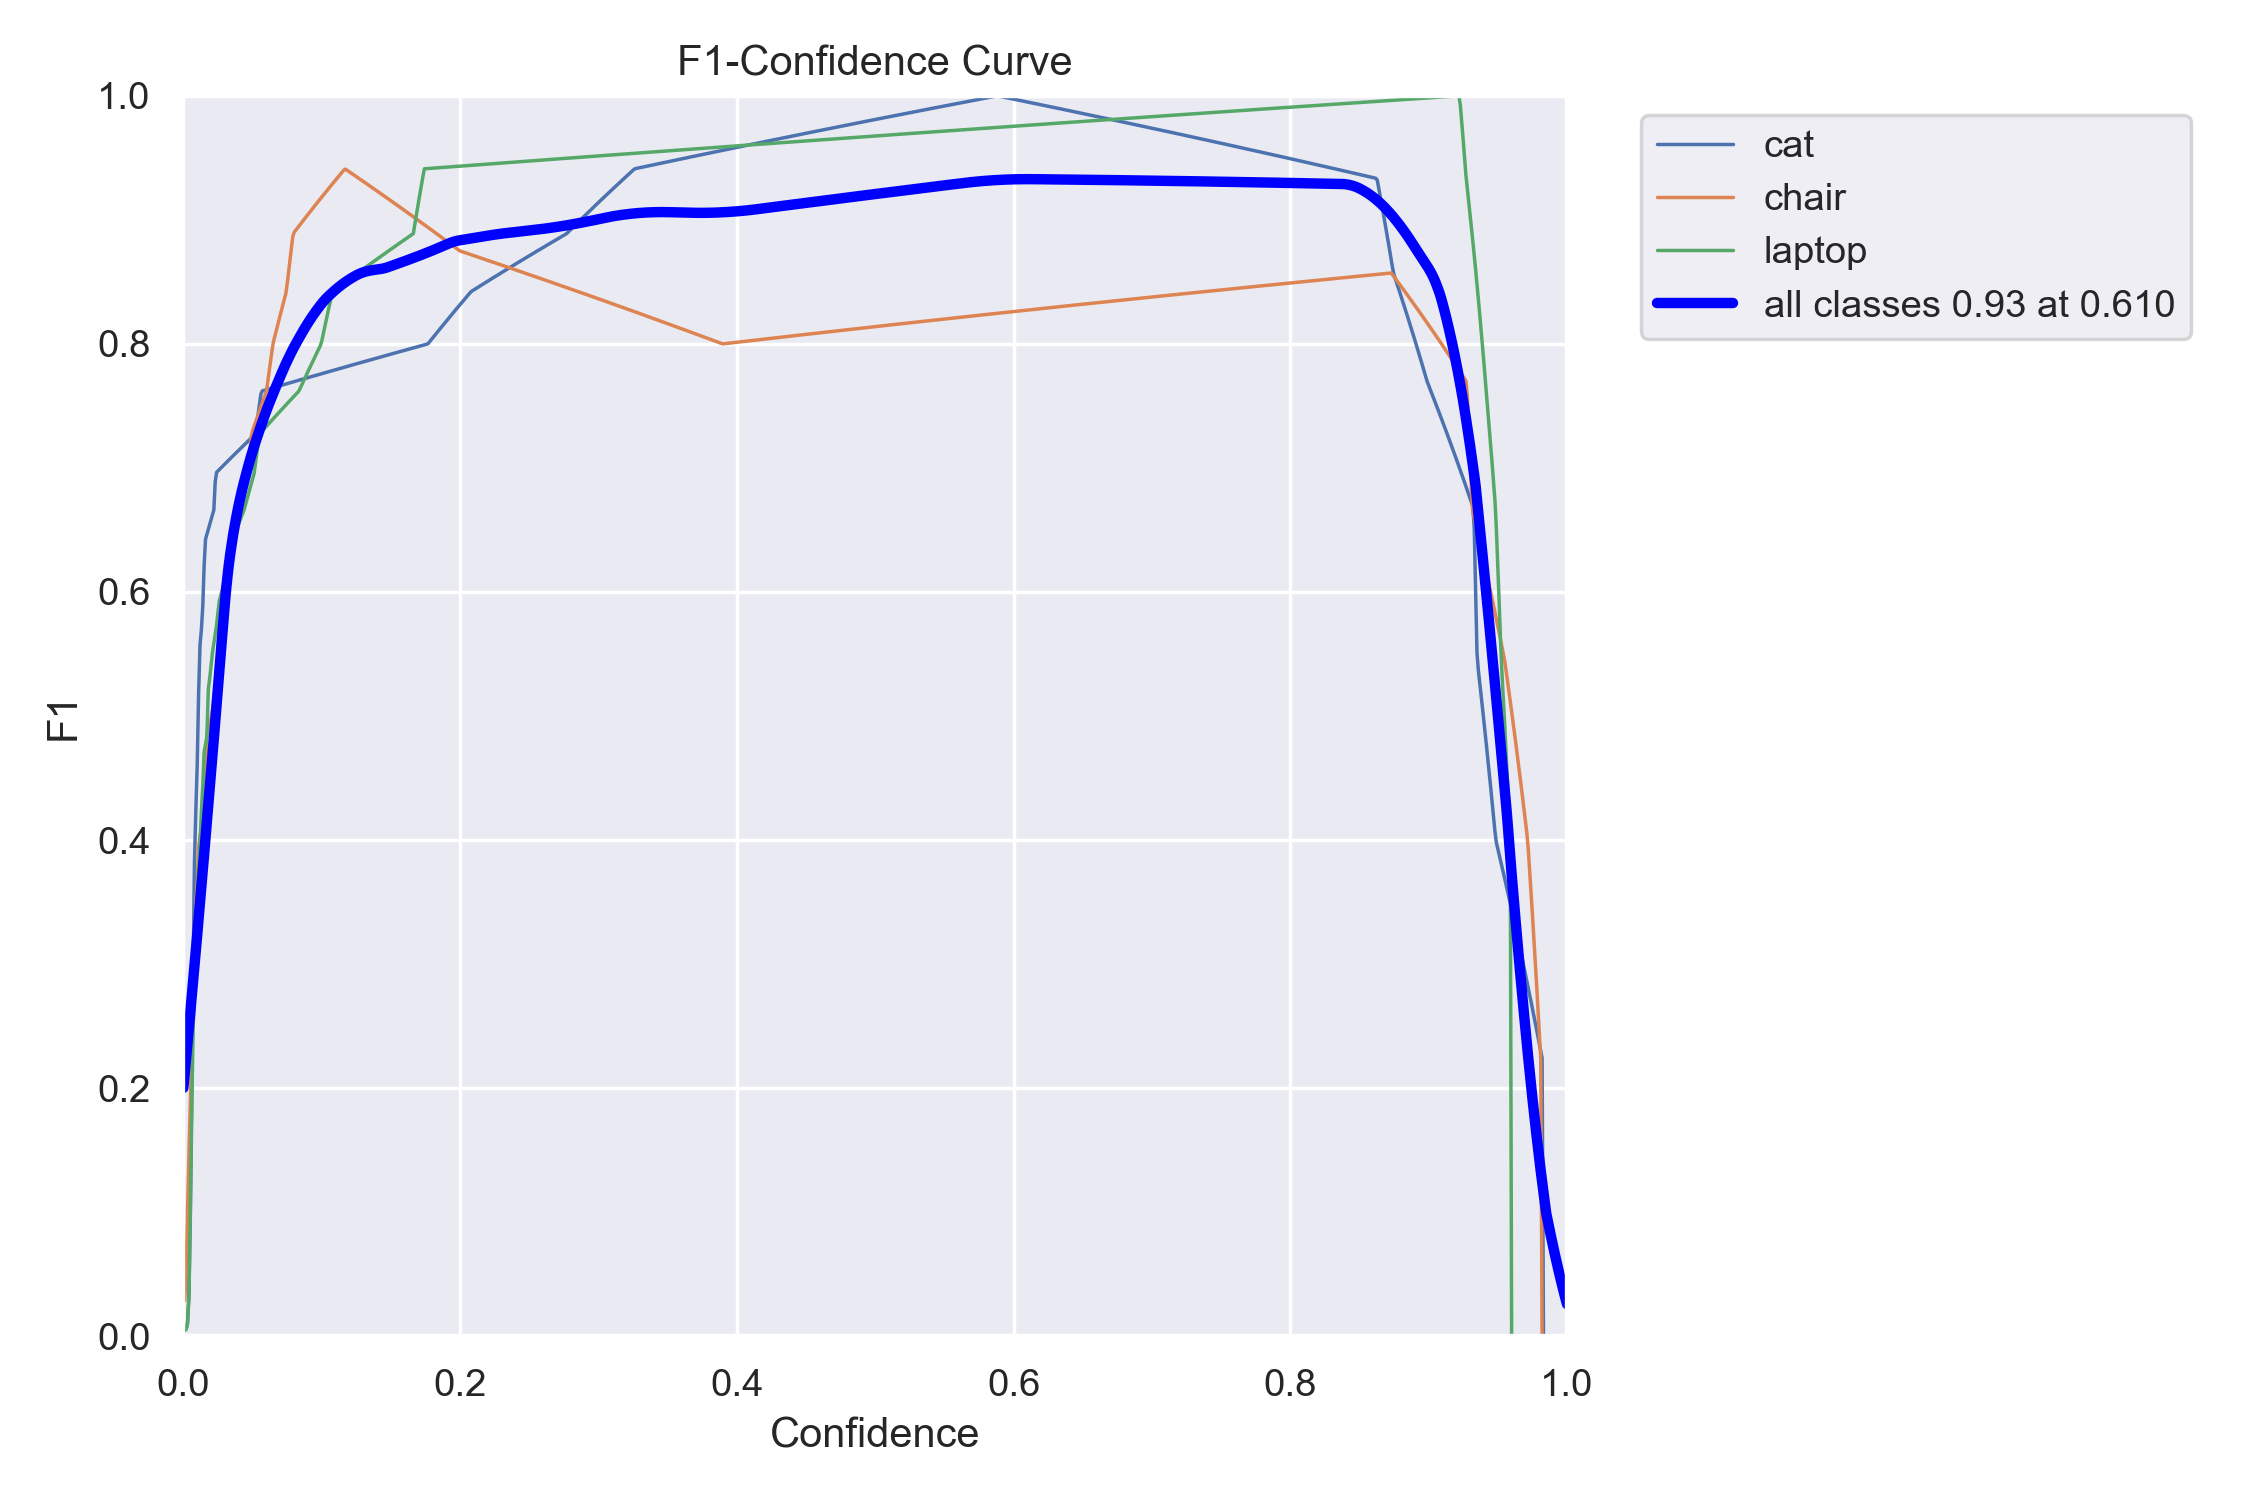 F1-Confidence Curve
1.0
0.8
0.6
0.4
0.2
0.0
F1
0.0 0.2 0.4 0.6 0.8 1.0
Confidence
cat
chair
laptop
all classes 0.93 at 0.610